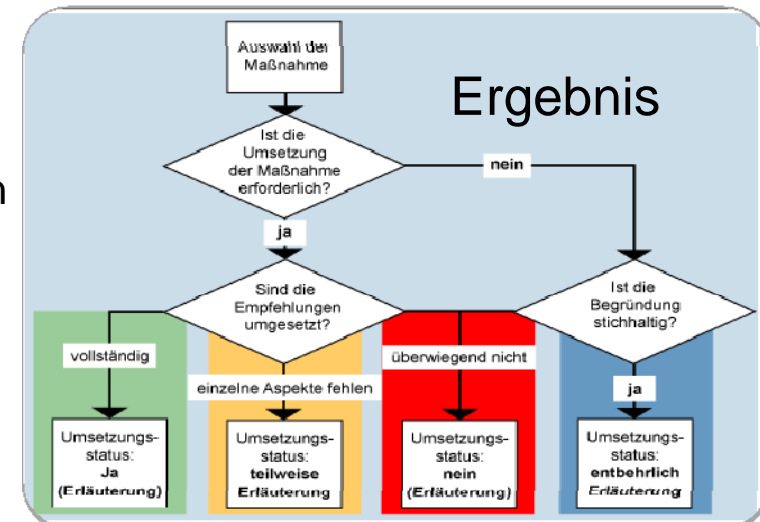 Auswahl der
Maßnahme
Ergebnis
Ist die
Umsetzung
der Maßnahme
erforderlich?
nein
n
ja
Sind die
Empfehlungen
umgesetzt?
Ist die
Begründung
stichhaltig?
vollständig
überwiegend nicht
einzelne Aspekte fehlen
ja
Umsetzungs-
status:
Ja
(Erläuterung)
Umsetzungs-
status:
teilweise
Erläuterung
Umsetzungs-
status:
nein
(Erläuterung)
Umsetzungs-
status:
entbehrlich
Erläuterung